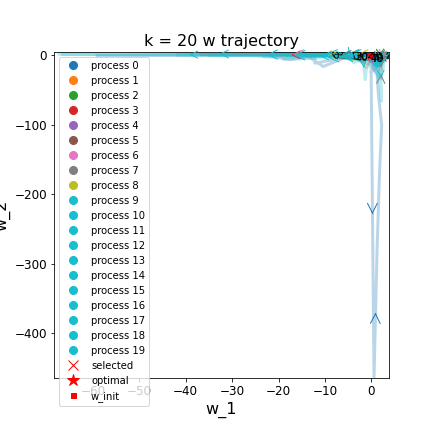 k = 20 w trajectory
0
−100
−200
−300
−400
w_2
process 0
process 1
process 2
process 3
process 4
process 5
process 6
process 7
process 8
process 9
process 10
process 11
process 12
process 13
process 14
process 15
process 16
process 17
process 18
process 19
selected
optimal
w_init
−60 −50 −40 −30 −20 −10 0
w_1